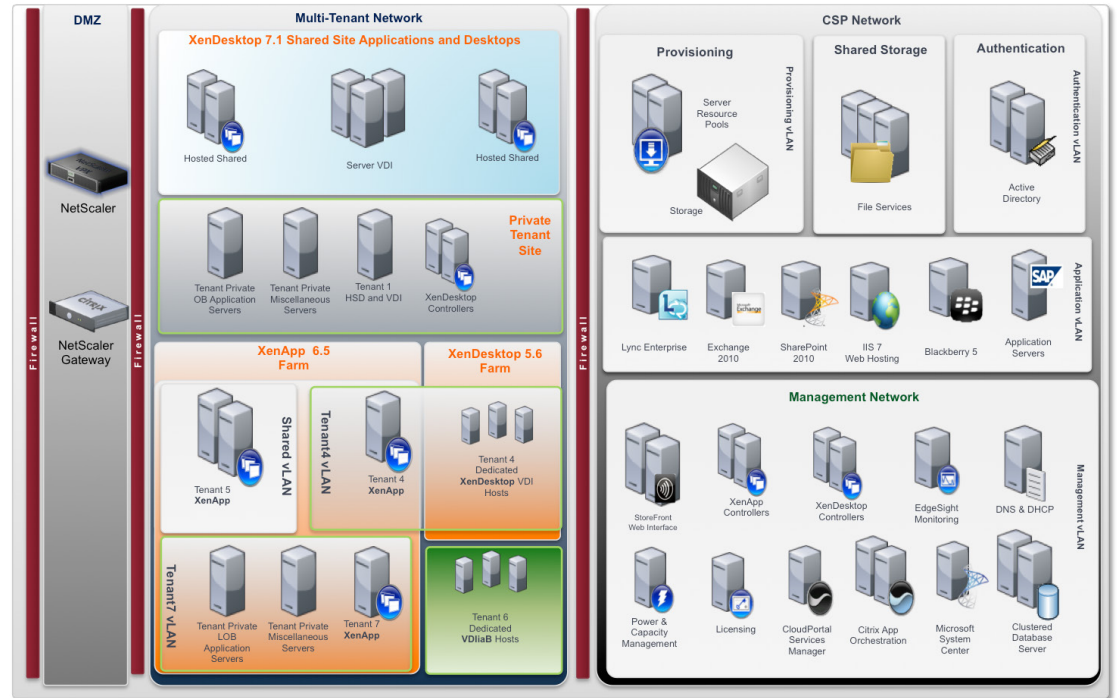 DMZ
Firewall
NetScaler
VPX
NetScaler
CITRIX
NetScaler
Gateway
Firewall
Multi-Tenant Network
XenDesktop 7.1 Shared Site Applications and Desktops
Hosted Shared
Server VDI
Hosted Shared
Private
Tenant
Site
Tenant Private
OB Application
Servers
Tenant Private
Miscellaneous
Servers
Tenant 1
HSD and VDI
XenDesktop
Controllers
XenApp 6.5
Farm
XenDesktop 5.6
Farm
Tenant 5
XenApp
Shared vLAN
Tenant4 vLAN
Tenant 4
XenApp
Tenant 4
Dedicated
XenDesktop VDI
Hosts
Tenant7 vLAN
Tenant Private
LOB
Application
Servers
Tenant Private
Miscellaneous
Servers
Tenant 7
XenApp
Tenant 6
Dedicated
VDIiaB Hosts
Firewall
CSP Network
Provisioning
Server
Resource
Pools
Storage
Provisioning vLAN
Shared Storage
File Services
Authentication
Active
Directory
Authentication vLAN
Lync Enterprise
Exchange
Exchange
2010
SharePoint
2010
IIS 7
Web Hosting
Blackberry 5
SAP
Application
Servers
Application vLAN
Management Network
StoreFront
Web Interface
XenApp
Controllers
XenDesktop
Controllers
EdgeSight
Monitoring
DNS & DHCP
Management vLAN
Power &
Capacity
Management
Licensing
CloudPortal
Services
Manager
Citrix App
Orchestration
Microsoft
System
Center
Clustered
Database
Server